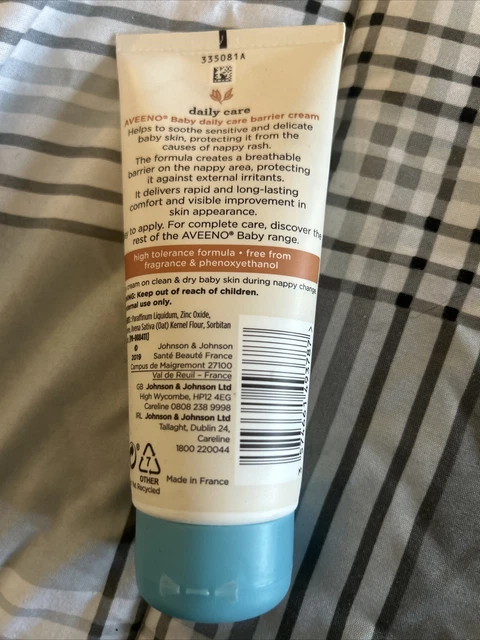 335081A
daily care
AVEENO® Baby daily care barrier cream
Helps to soothe sensitive and delicate
baby skin, protecting it from the
causes of nappy rash.
The formula creates a breathable
barrier on the nappy area, protecting
it against external irritants.
It delivers rapid and long-lasting
comfort and visible improvement in
skin appearance.
to apply. For complete care, discover the
rest of the AVEENO® Baby range.
high tolerance formula • free from
fragrance & phenoxyethanol
cream on clean & dry baby skin during nappy change
Keep out of reach of children.
use only.
Paraffinum Liquidum, Zinc Oxide,
Avena Sativa (Oat) Kernel Flour, Sorbitan
©
2019
Johnson & Johnson
Santé Beauté France
Campus de Maigremont 27100
Val de Reuil – France
GB Johnson & Johnson Ltd
High Wycombe, HP12 4EG
Careline 0808 238 9998
IRL Johnson & Johnson Ltd
Tallaght, Dublin 24,
Careline
1800 220044
7
OTHER
Recycled
Made in France
3 574661 493787 >